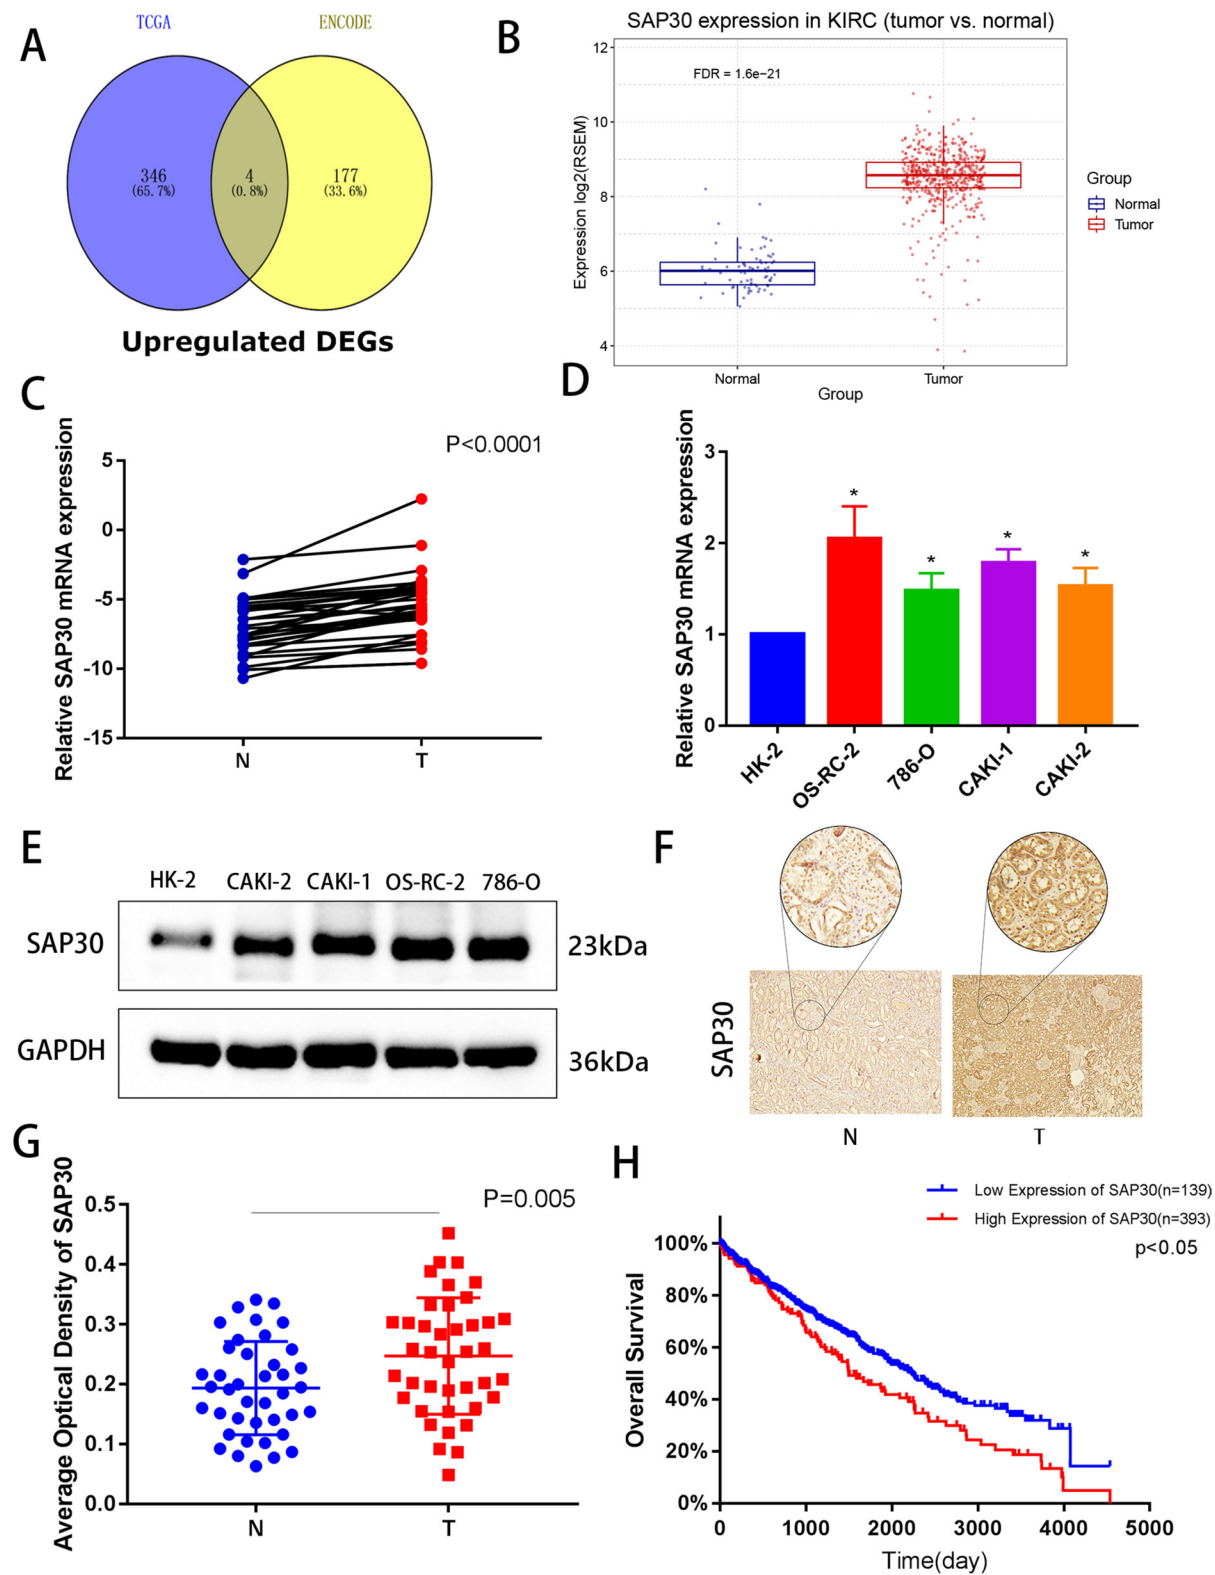 A
TCGA
ENCODE
346
(65.7%)
4
(0.8%)
177
(33.6%)
Upregulated DEGs
B
SAP30 expression in KIRC (tumor vs. normal)
FDR = 1.6e−21
Expression log2(RSEM)
12
10
8
6
4
Normal
Tumor
Group
Group
Normal
Tumor
C
P<0.0001
Relative SAP30 mRNA expression
5
0
-5
-10
-15
N
T
D
Relative SAP30 mRNA expression
3
2
1
0
*
*
*
*
HK-2
OS-RC-2
786-O
CAKI-1
CAKI-2
E
HK-2
CAKI-2
CAKI-1
OS-RC-2
786-O
SAP30
23kDa
GAPDH
36kDa
F
SAP30
N
T
G
P=0.005
Average Optical Density of SAP30
0.5
0.4
0.3
0.2
0.1
0.0
N
T
H
Low Expression of SAP30(n=139)
High Expression of SAP30(n=393)
p<0.05
Overall Survival
100%
80%
60%
40%
20%
0%
0
1000
2000
3000
4000
5000
Time(day)